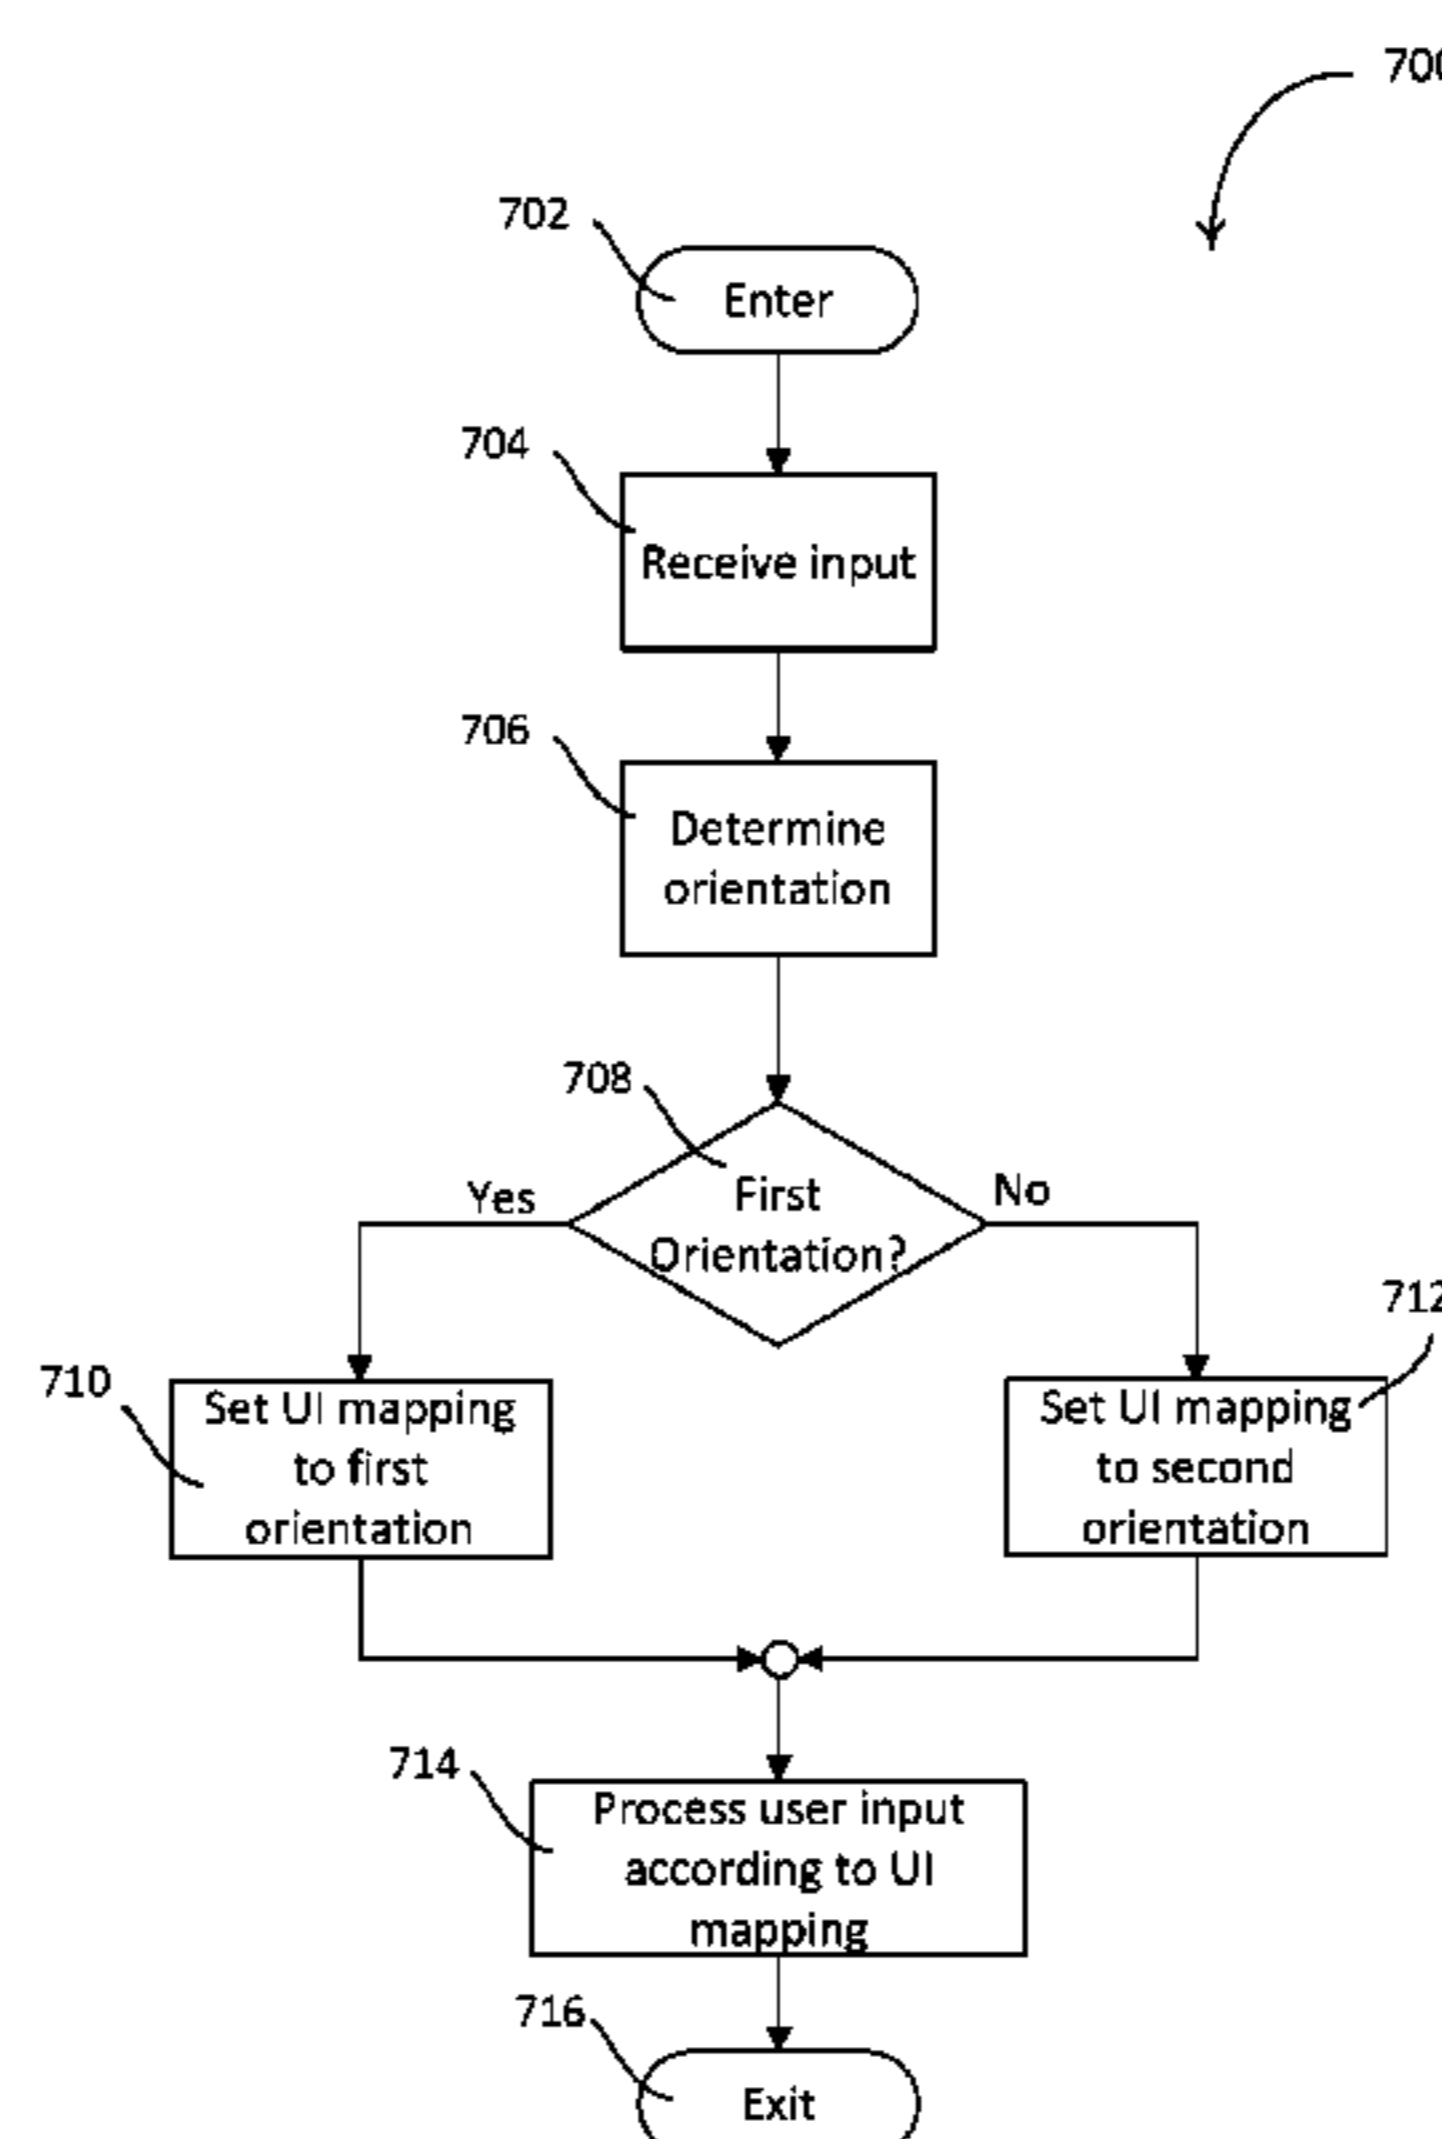 700
702
Enter
704
Receive input
706
Determine
orientation
708
First
Orientation?
Yes
No
710
Set UI mapping
to first
orientation
712
Set UI mapping
to second
orientation
714
Process user input
according to UI
mapping
716
Exit